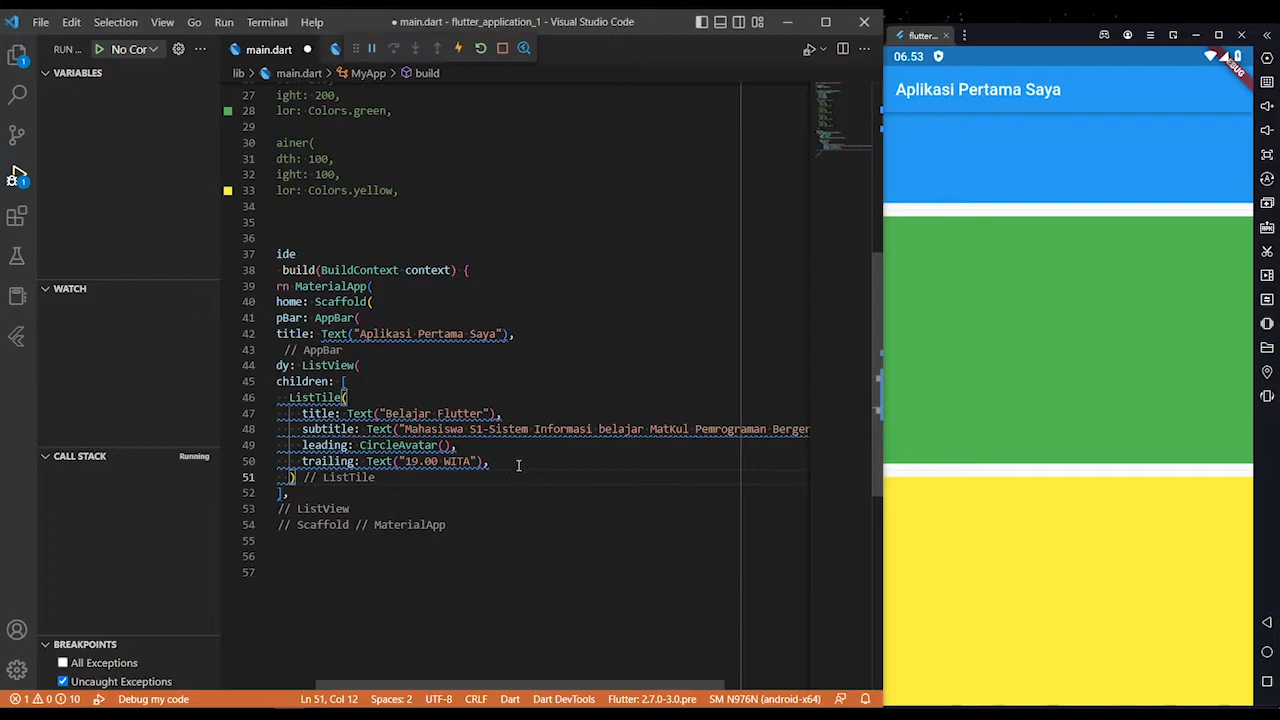 File Edit Selection View Go Run Terminal Help
● main.dart - flutter_application_1 - Visual Studio Code
flutter...
RUN ...
No Cor
main.dart
lib > main.dart > MyApp > build
06.53
DEBUG
Aplikasi Pertama Saya
VARIABLES
WATCH
CALL STACK
Running
BREAKPOINTS
All Exceptions
Uncaught Exceptions
27 ight: 200,
28 lor: Colors.green,
29
30 ainer(
31 dth: 100,
32 ight: 100,
33 lor: Colors.yellow,
34
35
36
37 ide
38 build(BuildContext context) {
39 rn MaterialApp(
40 home: Scaffold(
41 pBar: AppBar(
42 title: Text("Aplikasi Pertama Saya"),
43 // AppBar
44 dy: ListView(
45 children: [
46 ListTile(
47 title: Text("Belajar Flutter"),
48 subtitle: Text("Mahasiswa S1-Sistem Informasi belajar MatKul Pemrograman Berger
49 leading: CircleAvatar(),
50 trailing: Text("19.00 WITA"),
51 ) // ListTile
52 ],
53 // ListView
54 // Scaffold // MaterialApp
55
56
57
1 0 10 Debug my code Ln 51, Col 12 Spaces: 2 UTF-8 CRLF Dart Dart DevTools Flutter: 2.7.0-3.0.pre SM N976N (android-x64)